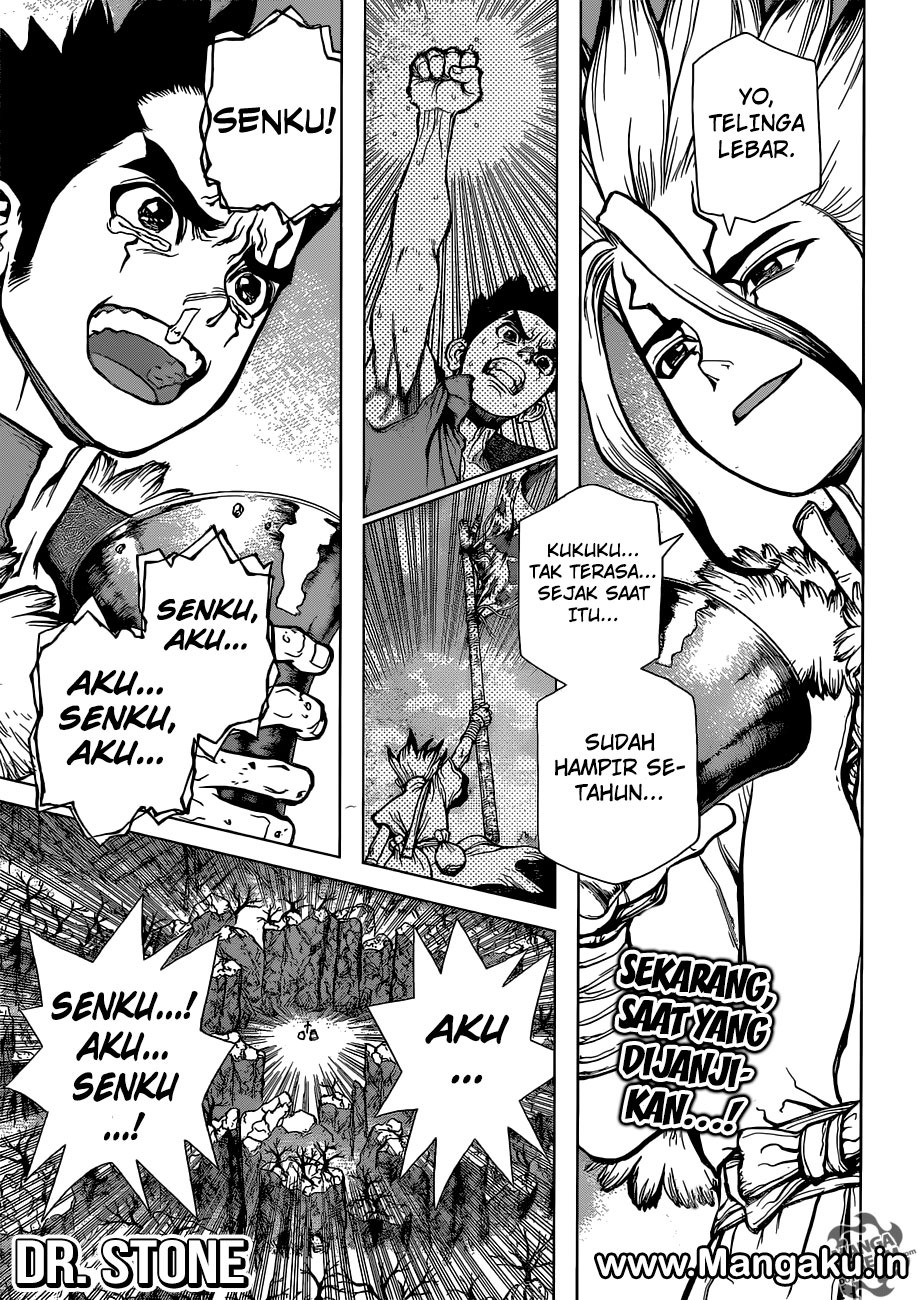 YO,
TELINGA
LEBAR.
KUKUKU...
TAK TERASA...
SEJAK SAAT
ITU...
SUDAH
HAMPIR SE-
TAHUN...
SEKARANG,
SAAT YANG
DIJANJI-
KAN...!
SENKU!
SENKU,
AKU...
AKU...
SENKU,
AKU...
AKU
...
SENKU...!
AKU...
SENKU
...!
DR. STONE
www.Mangaku.in
MANGA